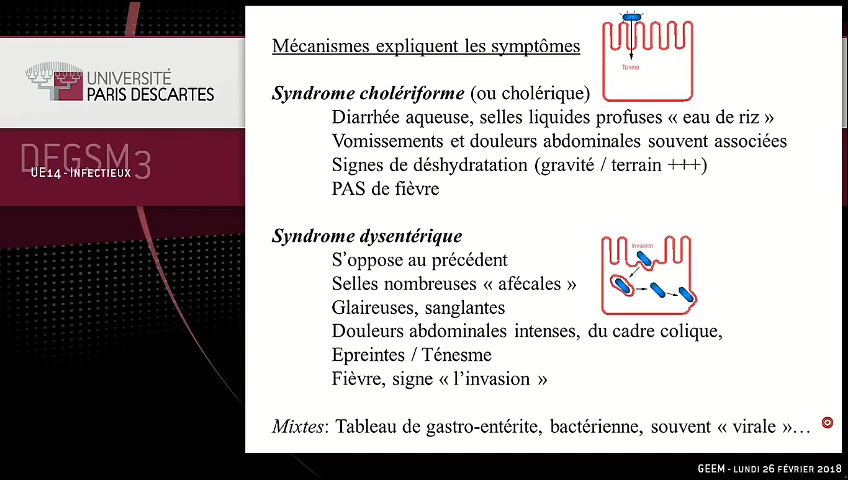 UNIVERSITÉ
PARIS DESCARTES
DFGSM3
UE14 - INFECTIEUX
Mécanismes expliquent les symptômes
Toxine
Syndrome cholériforme (ou cholérique)
Diarrhée aqueuse, selles liquides profuses « eau de riz »
Vomissements et douleurs abdominales souvent associées
Signes de déshydratation (gravité / terrain +++)
PAS de fièvre
Syndrome dysentérique
Invasion
S'oppose au précédent
Selles nombreuses « afécales »
Glaireuses, sanglantes
Douleurs abdominales intenses, du cadre colique,
Epreintes / Ténesme
Fièvre, signe « l'invasion »
Mixtes: Tableau de gastro-entérite, bactérienne, souvent « virale »…
GEEM - LUNDI 26 FÉVRIER 2018